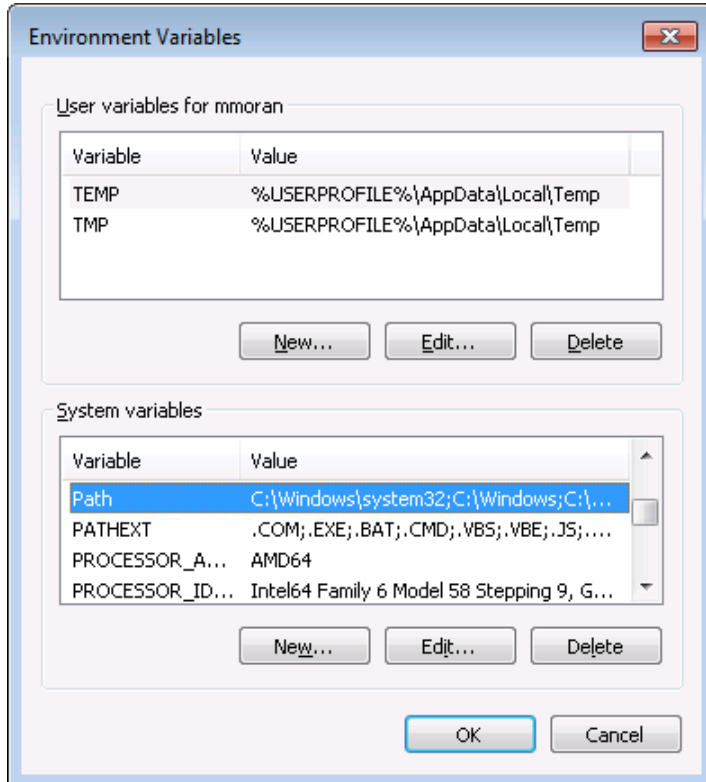 Environment Variables
User variables for mmoran
Variable Value
TEMP %USERPROFILE%\AppData\Local\Temp
TMP %USERPROFILE%\AppData\Local\Temp
New... Edit... Delete
System variables
Variable Value
Path C:\Windows\system32;C:\Windows;C:\...
PATHEXT .COM;.EXE;.BAT;.CMD;.VBS;.VBE;.JS;....
PROCESSOR_A... AMD64
PROCESSOR_ID... Intel64 Family 6 Model 58 Stepping 9, G...
New... Edit... Delete
OK Cancel